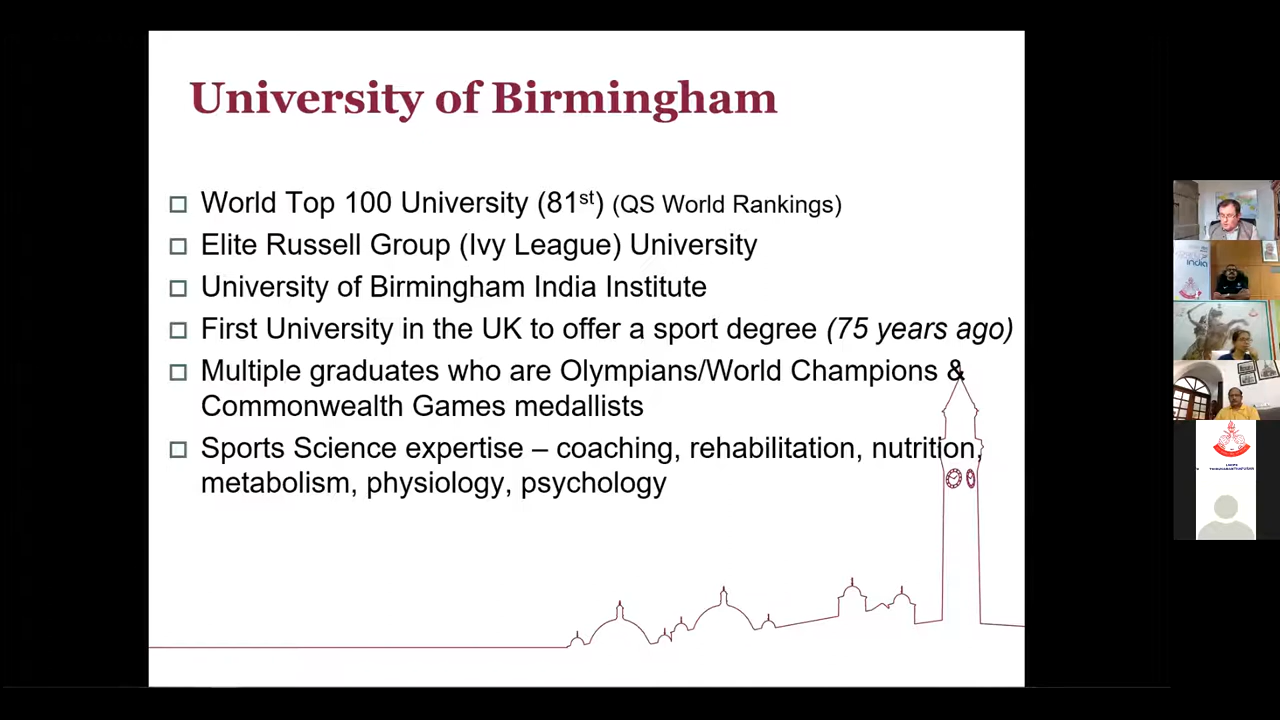 University of Birmingham
World Top 100 University (81st) (QS World Rankings)
Elite Russell Group (Ivy League) University
University of Birmingham India Institute
First University in the UK to offer a sport degree (75 years ago)
Multiple graduates who are Olympians/World Champions &
Commonwealth Games medallists
Sports Science expertise – coaching, rehabilitation, nutrition,
metabolism, physiology, psychology
india